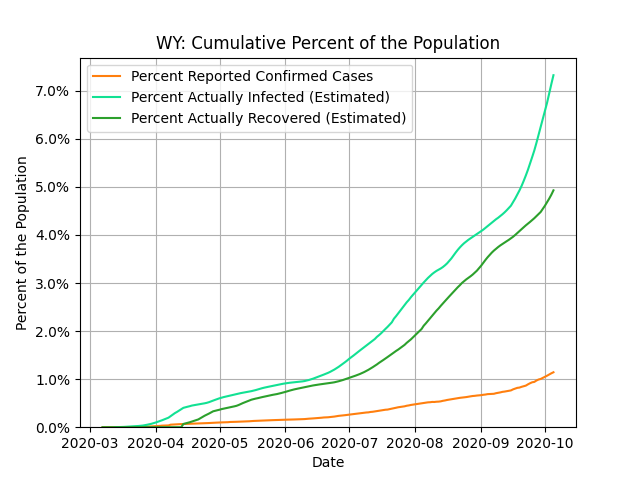 WY: Cumulative Percent of the Population
Percent Reported Confirmed Cases
Percent Actually Infected (Estimated)
Percent Actually Recovered (Estimated)
7.0%
6.0%
5.0%
4.0%
3.0%
2.0%
1.0%
0.0%
Percent of the Population
2020-03 2020-04 2020-05 2020-06 2020-07 2020-08 2020-09 2020-10
Date